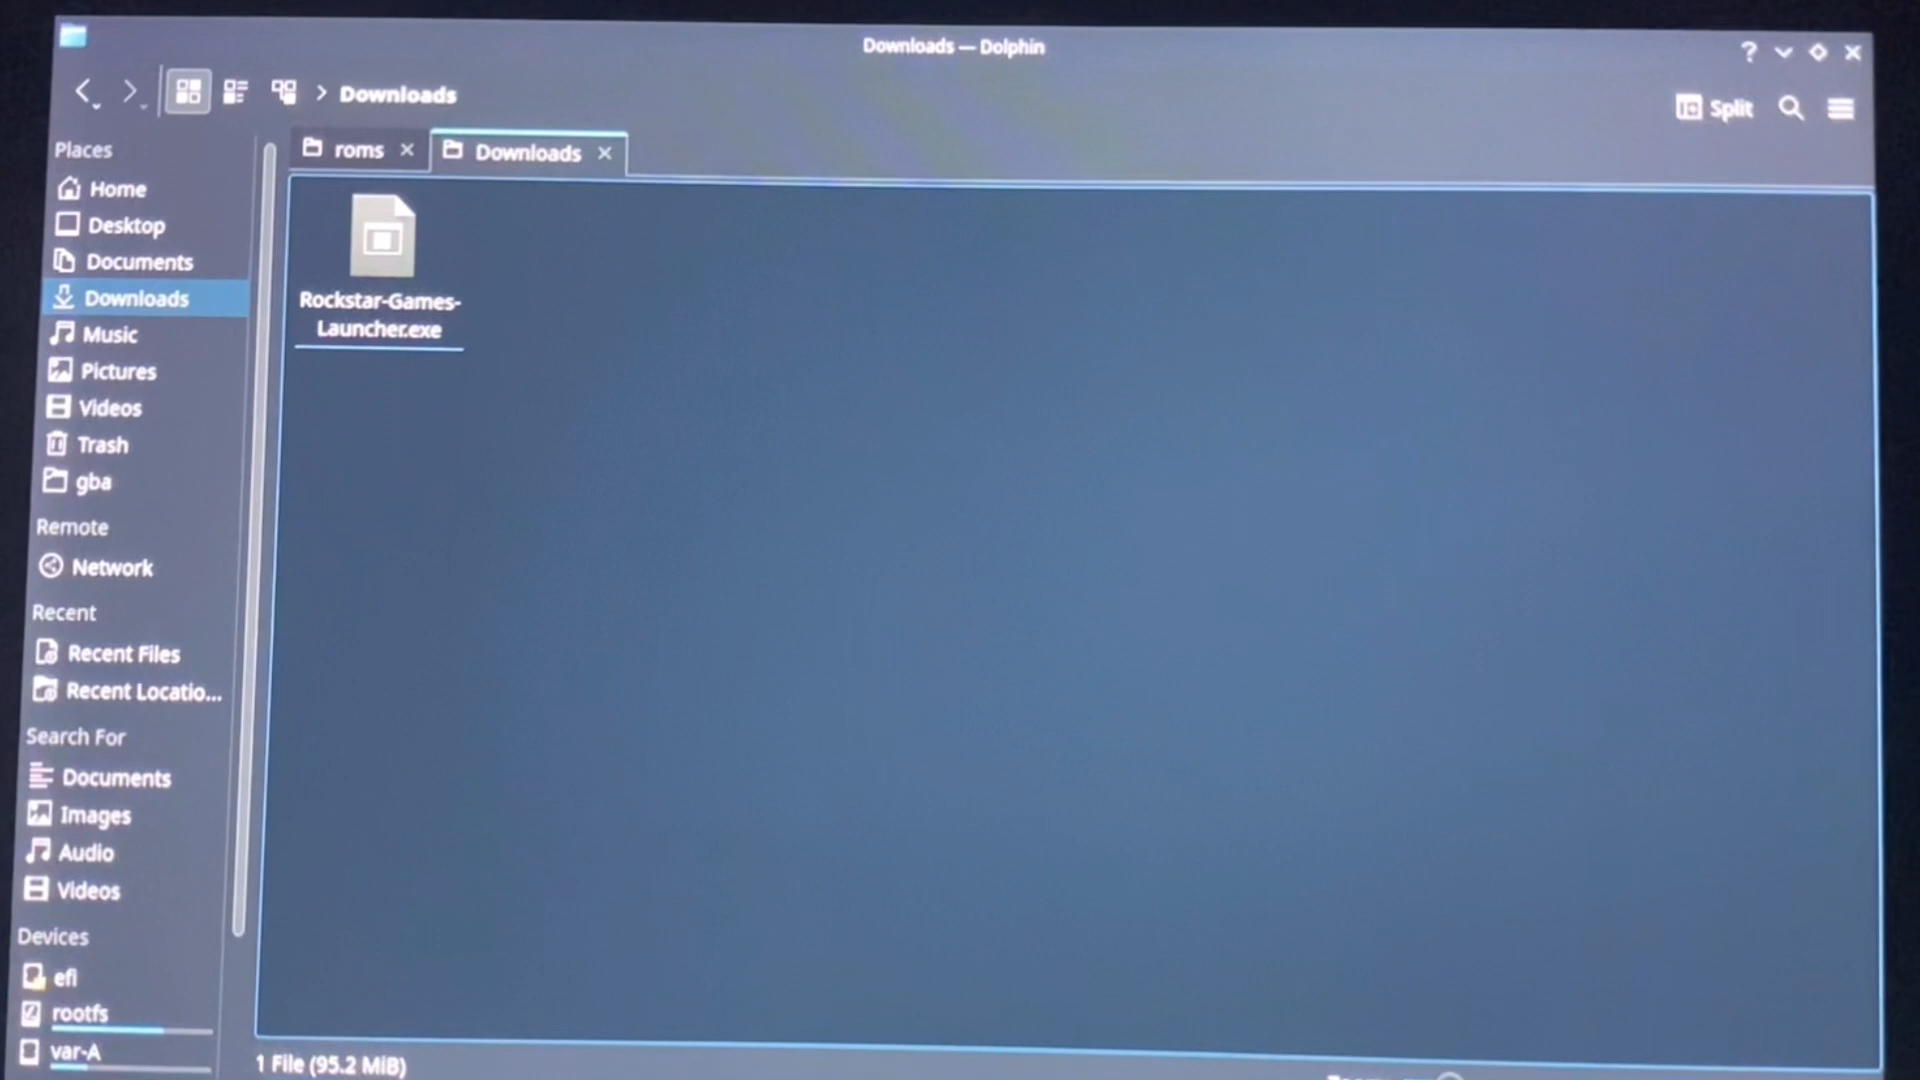 Downloads — Dolphin
Downloads
Split
Places
Home
Desktop
Documents
Downloads
Music
Pictures
Videos
Trash
gba
Remote
Network
Recent
Recent Files
Recent Locatio...
Search For
Documents
Images
Audio
Videos
Devices
efi
rootfs
var-A
roms
Downloads
Rockstar-Games-
Launcher.exe
1 File (95.2 MiB)